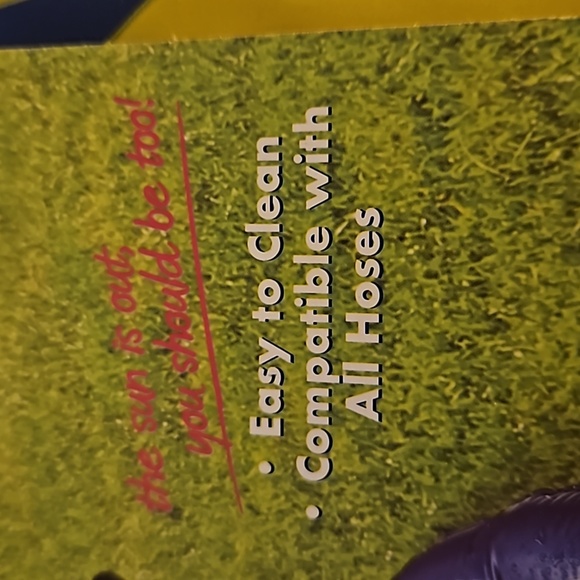 the sun is out,
you should be too!
• Easy to Clean
• Compatible with
All Hoses